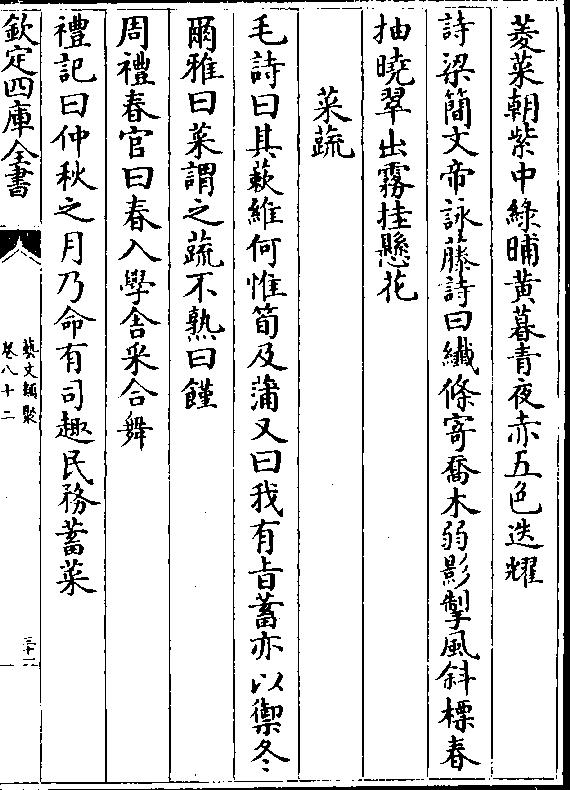 菱葉朝紫中綠晡黄暮青夜赤五色迭耀
詩梁簡文帝詠藤詩曰纎條寄喬木弱影掣風斜標春
抽曉翠出霧挂懸花
菜蔬
毛詩曰其蔌維何惟筍及蒲又曰我有旨蓄亦以禦冬
爾雅曰菜謂之蔬不熟曰饉
周禮春官曰春入學舍采合舞
禮記曰仲秋之月乃命有司趣民務蓄菜
欽定四庫全書
藝文類聚
卷八十二
三十二